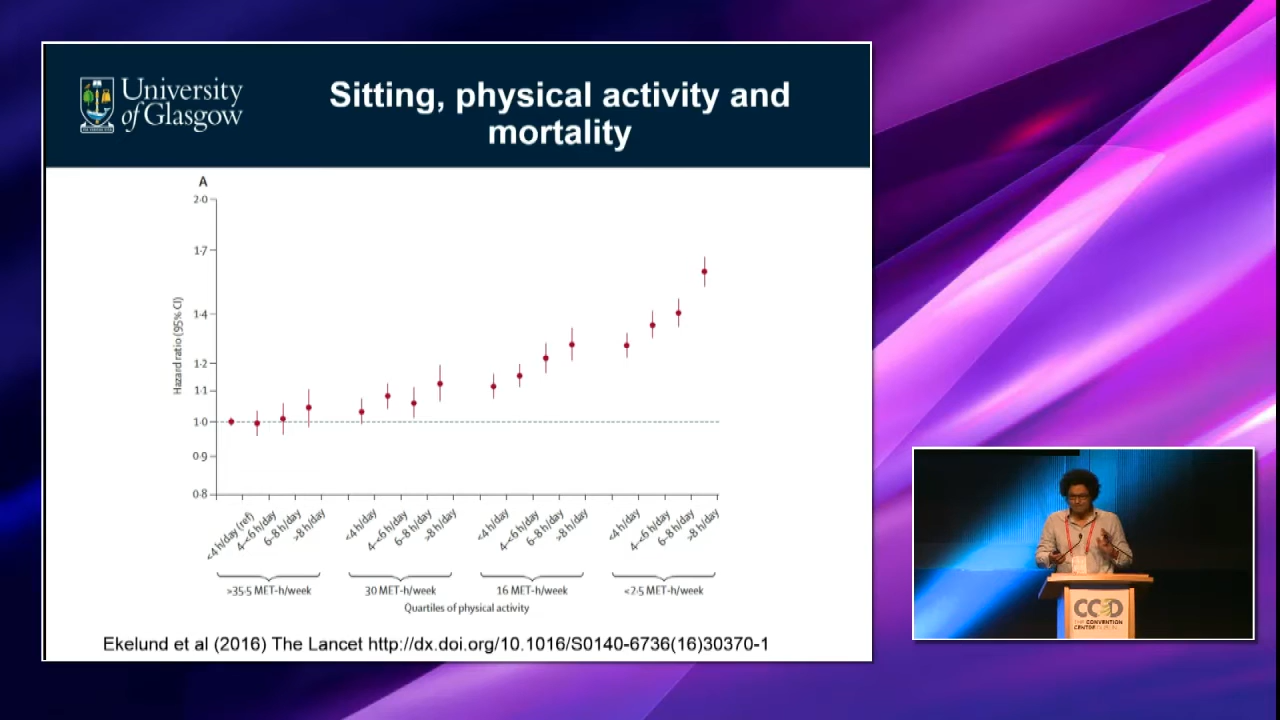 University
of Glasgow
Sitting, physical activity and
mortality
A
2·0
1·7
1·4
1·2
1·1
1·0
0·9
0·8
Hazard ratio (95% CI)
<4 h/day (ref)
4–<6 h/day
6–8 h/day
>8 h/day
<4 h/day
4–<6 h/day
6–8 h/day
>8 h/day
<4 h/day
4–<6 h/day
6–8 h/day
>8 h/day
<4 h/day
4–<6 h/day
6–8 h/day
>8 h/day
>35·5 MET-h/week
30 MET-h/week
16 MET-h/week
<2·5 MET-h/week
Quartiles of physical activity
Ekelund et al (2016) The Lancet http://dx.doi.org/10.1016/S0140-6736(16)30370-1
THE CONVENTION
CENTRE